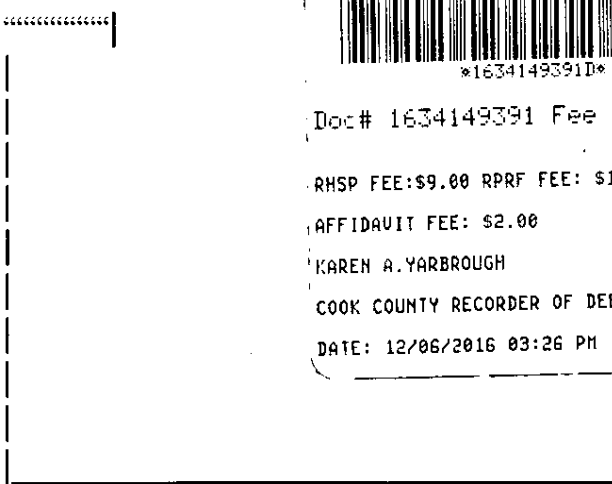 *1634149391D*
Doc# 1634149391 Fee
RHSP FEE:$9.00 RPRF FEE: $1
AFFIDAVIT FEE: $2.00
KAREN A.YARBROUGH
COOK COUNTY RECORDER OF DEE
DATE: 12/06/2016 03:26 PM